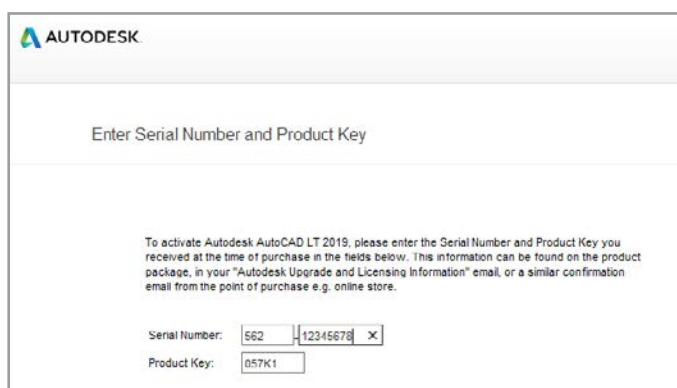 AUTODESK.
Enter Serial Number and Product Key
To activate Autodesk AutoCAD LT 2019, please enter the Serial Number and Product Key you
received at the time of purchase in the fields below. This information can be found on the product
package, in your "Autodesk Upgrade and Licensing Information" email, or a similar confirmation
email from the point of purchase e.g. online store.
Serial Number: 562 - 12345678 ×
Product Key: 057K1